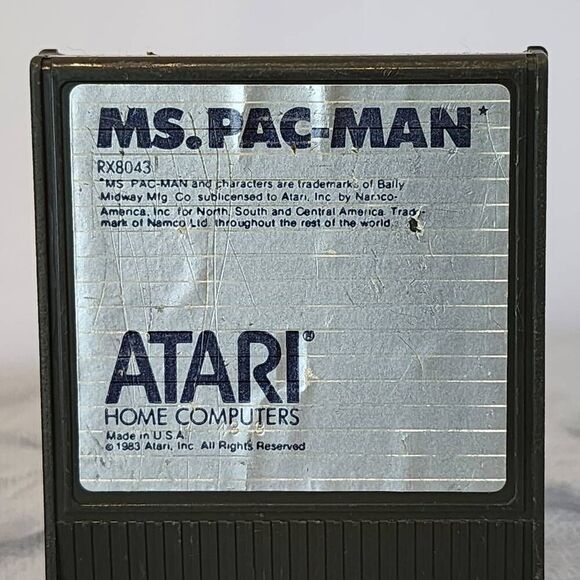 MS. PAC-MAN*
RX8043
*MS. PAC-MAN and characters are trademarks of Bally
Midway Mfg. Co. sublicensed to Atari, Inc. by Namco-
America, Inc. for North, South and Central America. Trade-
mark of Namco Ltd. throughout the rest of the world.
ATARI®
HOME COMPUTERS
Made in U.S.A.
© 1983 Atari, Inc. All Rights Reserved